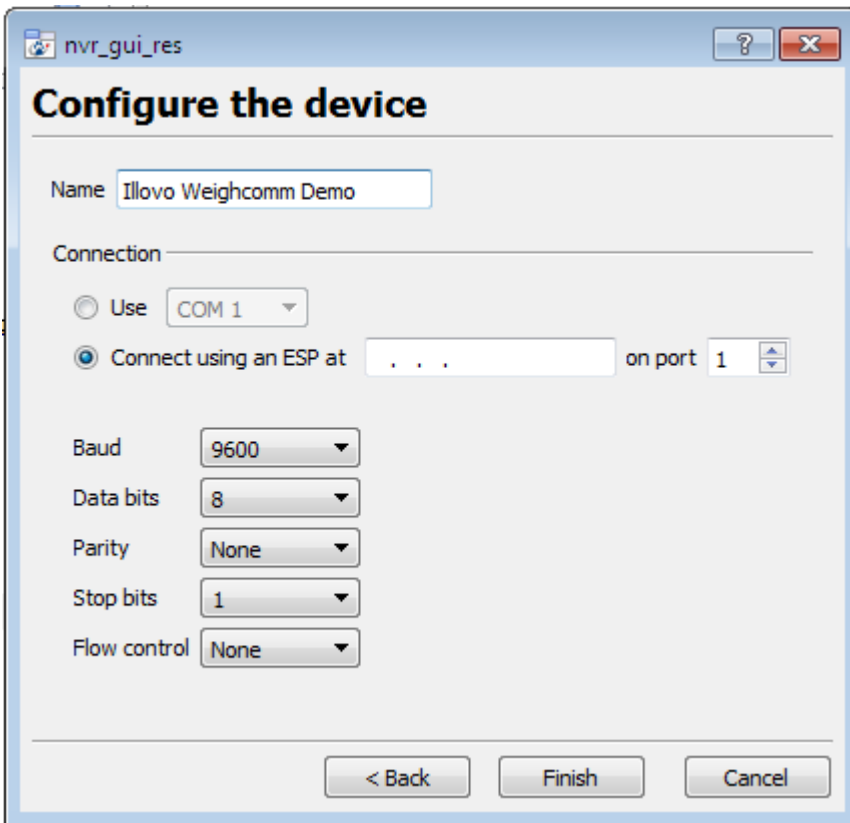 nvr_gui_res
Configure the device
Name Illovo Weighcomm Demo
Connection
Use COM 1
Connect using an ESP at . . . on port 1
Baud 9600
Data bits 8
Parity None
Stop bits 1
Flow control None
< Back Finish Cancel